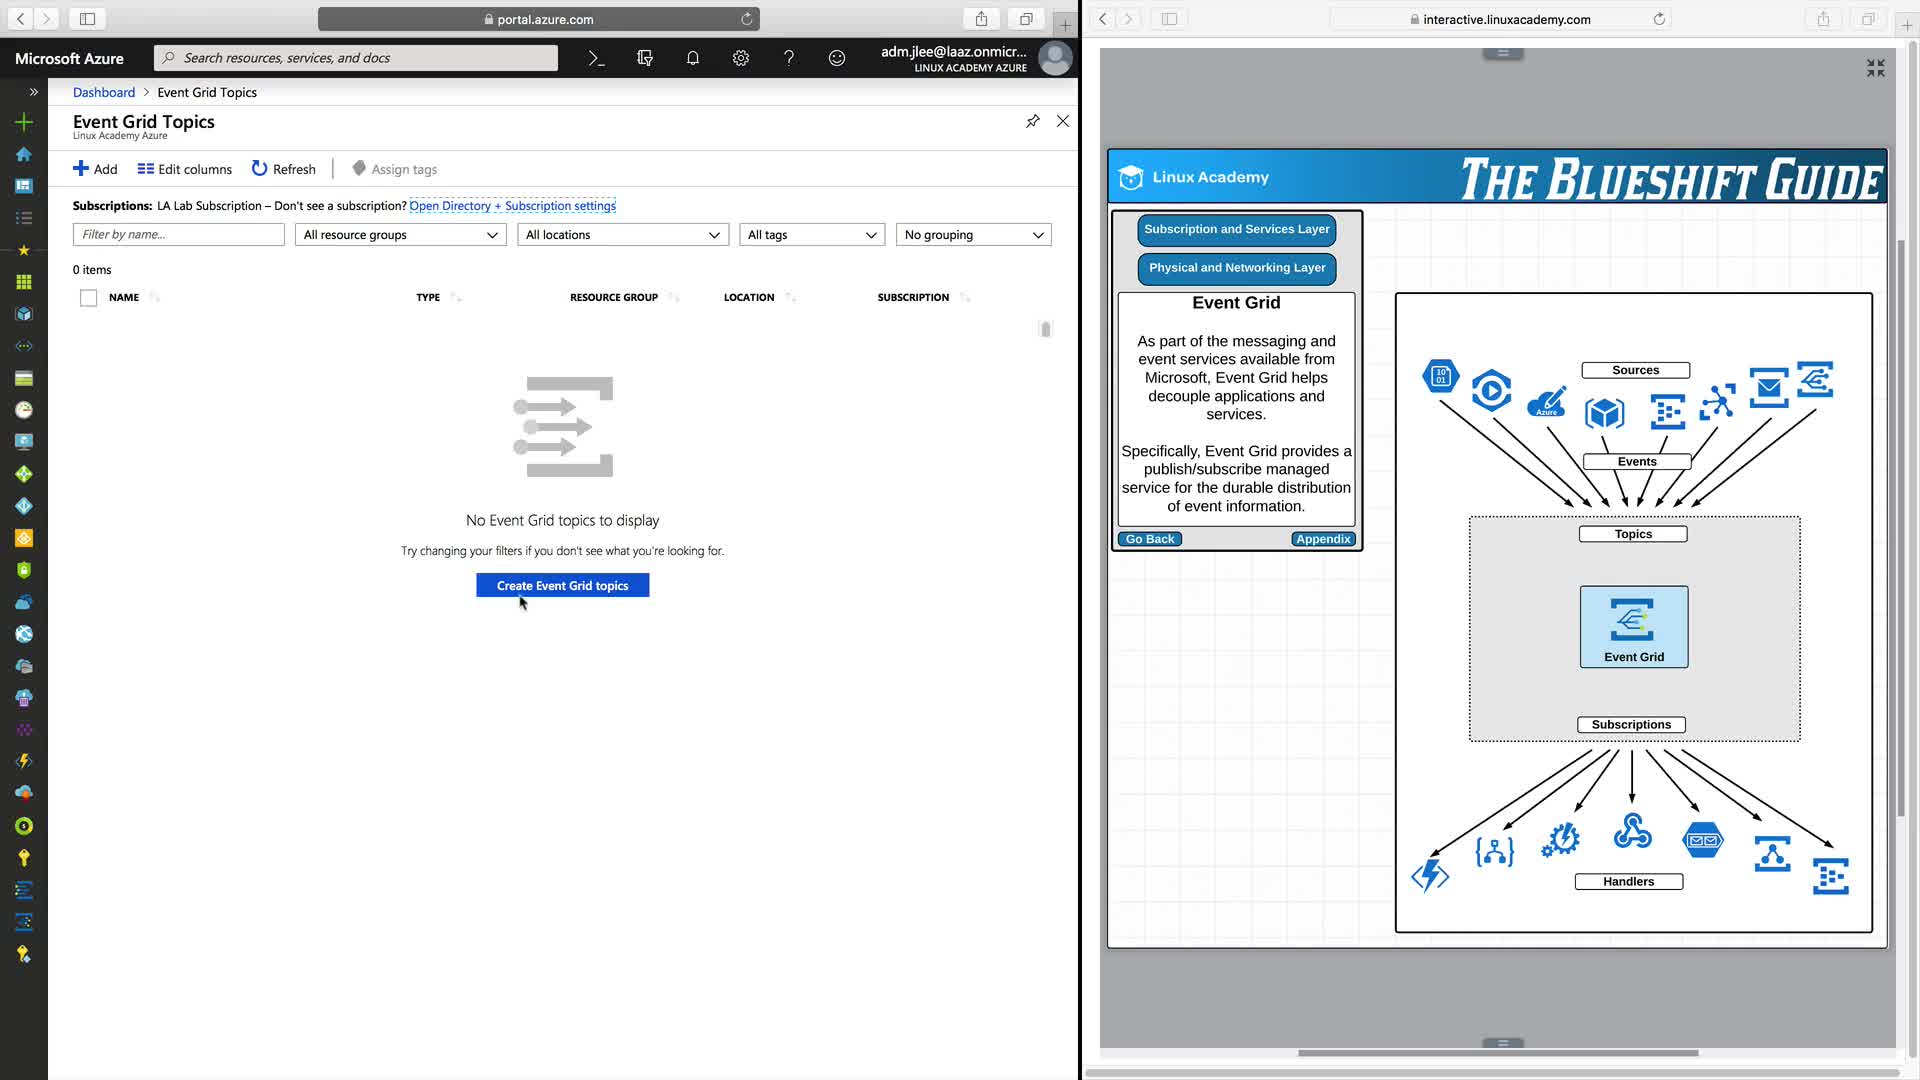 portal.azure.com
Microsoft Azure
Search resources, services, and docs
adm.jlee@laaz.onmicr...
LINUX ACADEMY AZURE
Dashboard > Event Grid Topics
Event Grid Topics
Linux Academy Azure
Add
Edit columns
Refresh
Assign tags
Subscriptions: LA Lab Subscription – Don't see a subscription? Open Directory + Subscription settings
Filter by name...
All resource groups
All locations
All tags
No grouping
0 items
NAME
TYPE
RESOURCE GROUP
LOCATION
SUBSCRIPTION
No Event Grid topics to display
Try changing your filters if you don't see what you're looking for.
Create Event Grid topics
interactive.linuxacademy.com
Linux Academy
THE BLUESHIFT GUIDE
Subscription and Services Layer
Physical and Networking Layer
Event Grid
As part of the messaging and
event services available from
Microsoft, Event Grid helps
decouple applications and
services.
Specifically, Event Grid provides a
publish/subscribe managed
service for the durable distribution
of event information.
Go Back
Appendix
Sources
10
01
Azure
Events
Topics
Event Grid
Subscriptions
Handlers